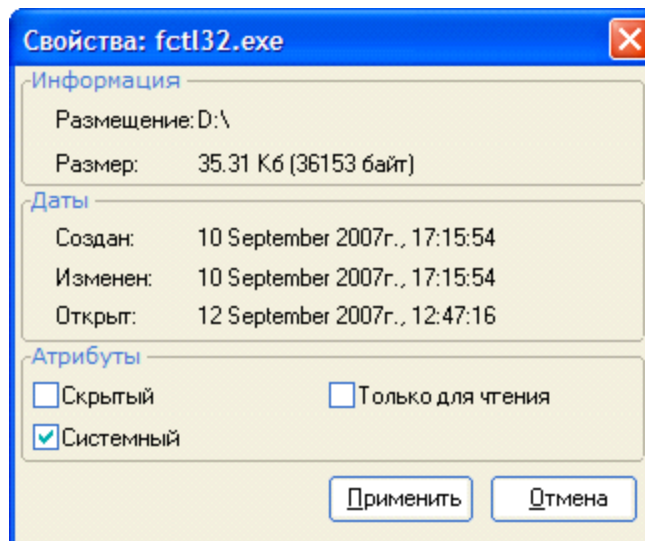 Свойства: fctl32.exe
Информация
Размещение: D:\
Размер: 35.31 Кб (36153 байт)
Даты
Создан: 10 September 2007г., 17:15:54
Изменен: 10 September 2007г., 17:15:54
Открыт: 12 September 2007г., 12:47:16
Атрибуты
Скрытый Только для чтения
Системный
Применить Отмена